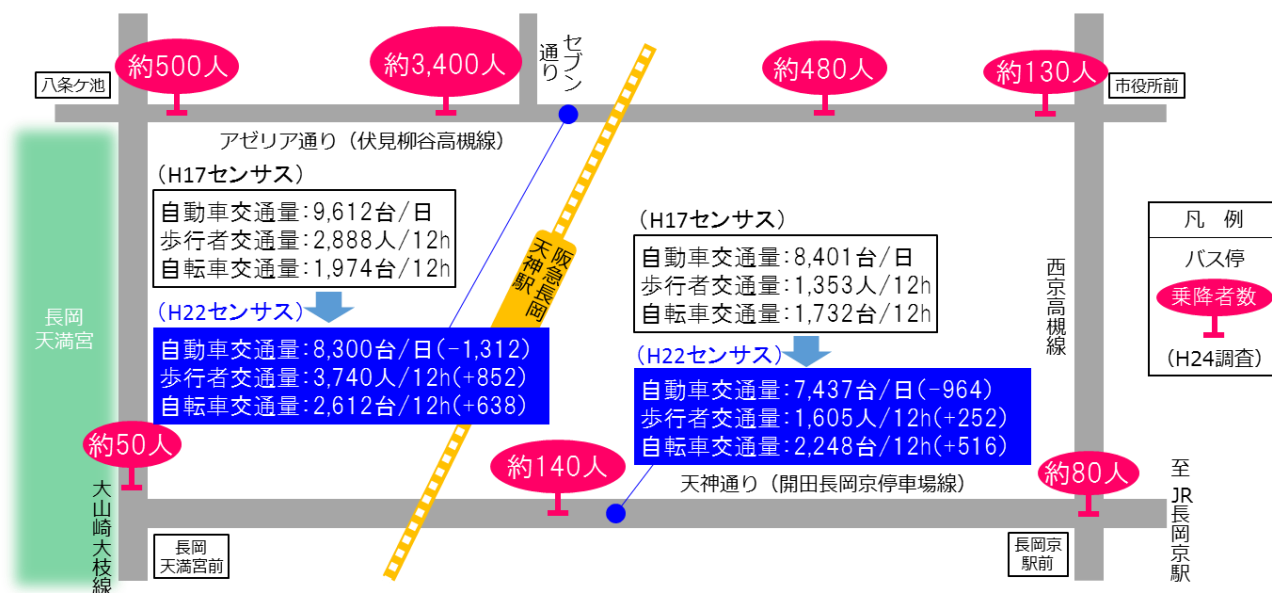 約500人
約3,400人
セブン
通り
約480人
約130人
八条ケ池
市役所前
アゼリア通り（伏見柳谷高槻線）
（H17センサス）
自動車交通量：9,612台/日
歩行者交通量：2,888人/12h
自転車交通量：1,974台/12h
（H22センサス）
自動車交通量：8,300台/日（-1,312）
歩行者交通量：3,740人/12h(+852)
自転車交通量：2,612台/12h(+638)
阪急長岡
天神駅
（H17センサス）
自動車交通量：8,401台/日
歩行者交通量：1,353人/12h
自転車交通量：1,732台/12h
（H22センサス）
自動車交通量：7,437台/日（-964）
歩行者交通量：1,605人/12h(+252)
自転車交通量：2,248台/12h(+516)
西京高槻線
凡　例
バス停
乗降者数
（H24調査）
長岡
天満宮
約50人
約140人
天神通り（開田長岡京停車場線）
約80人
大山崎大枝線
長岡
天満宮前
長岡京
駅前
至　JR長岡京駅